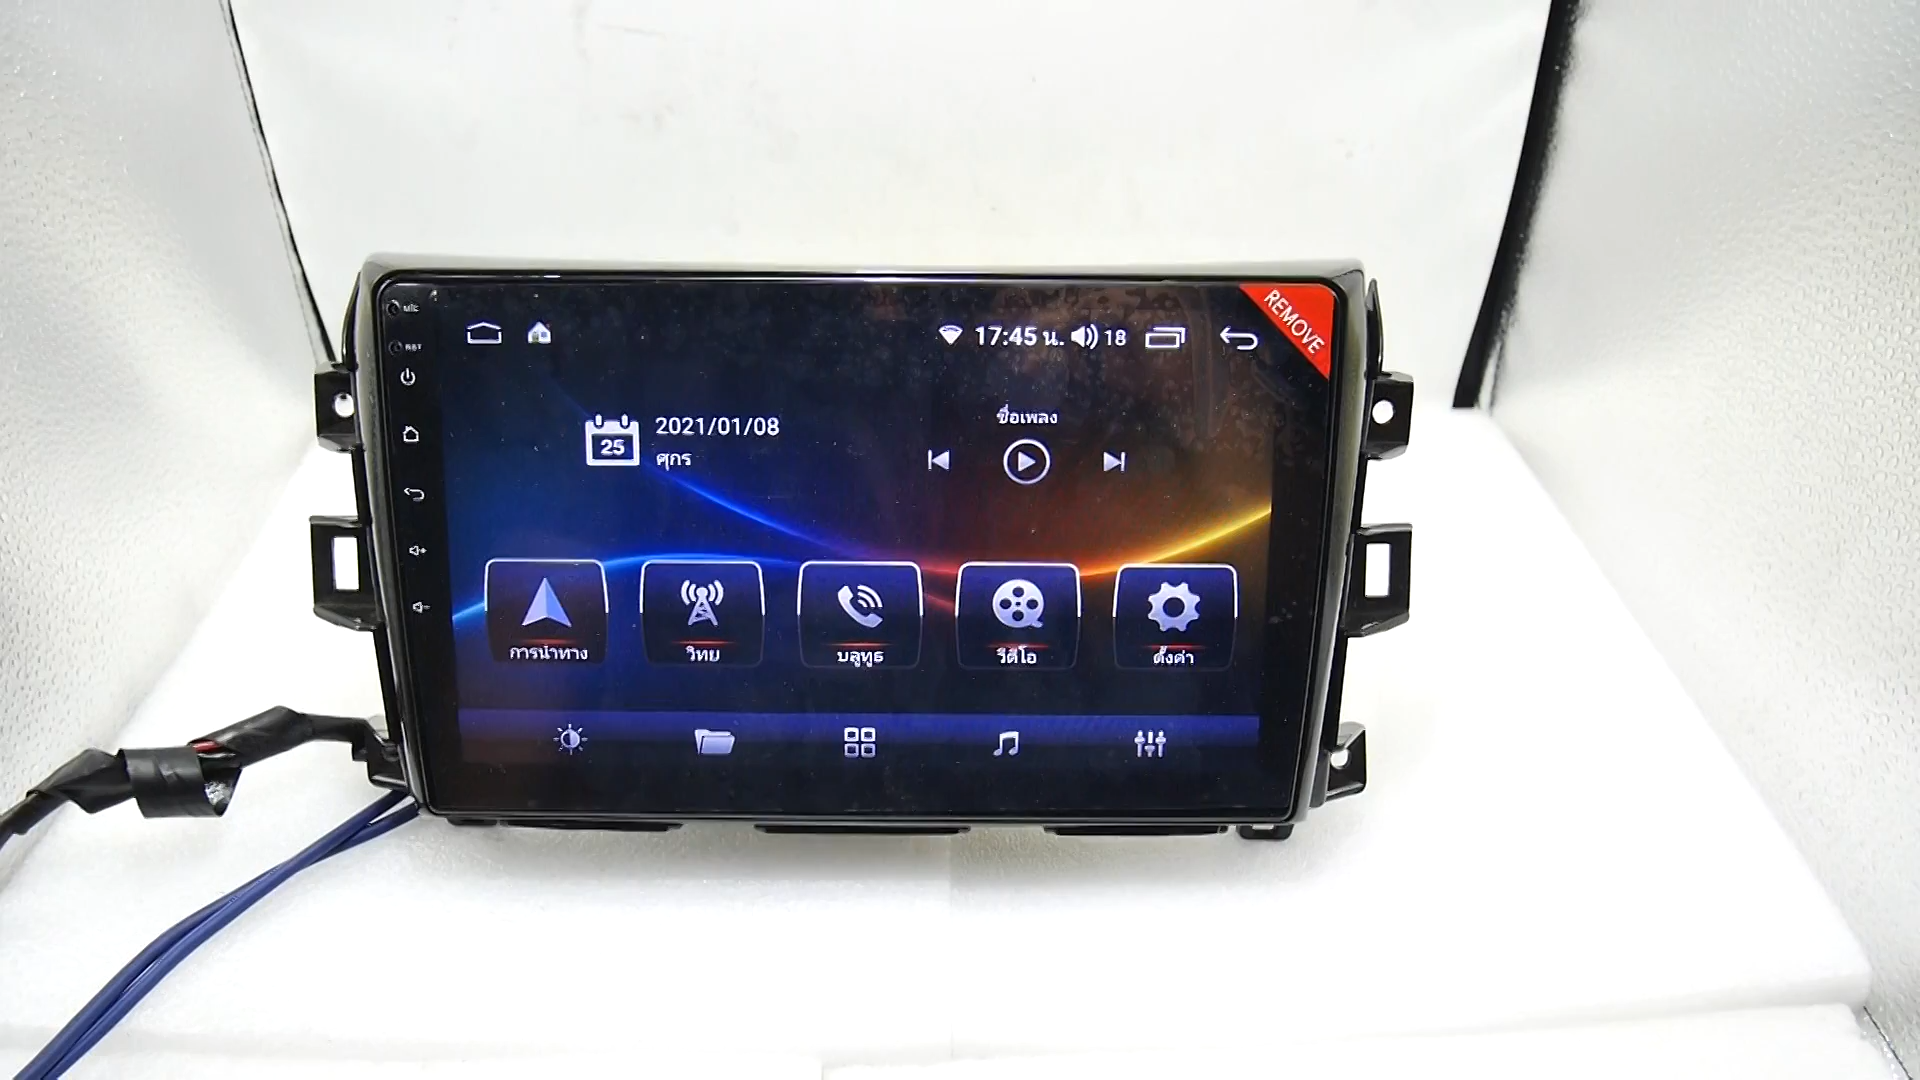 MIC
RST
17:45 น. 18
REMOVE
25
2021/01/08
ศุกร
ชื่อเพลง
การนำทาง
วิทย
บลูทูธ
วีดีโอ
ตั้งค่า